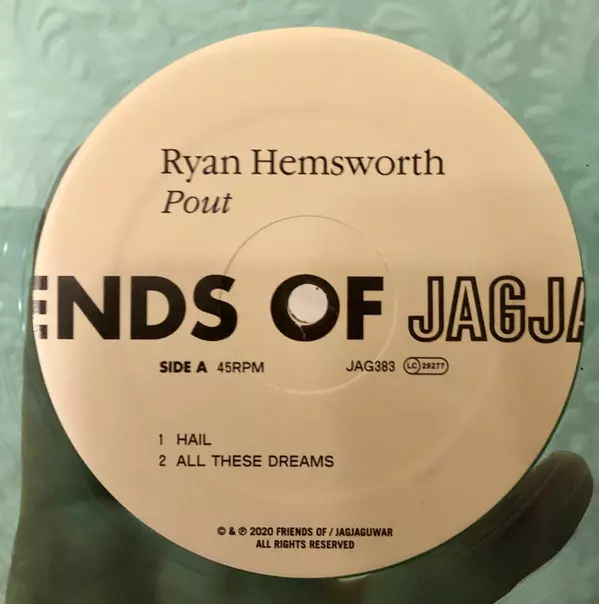 Ryan Hemsworth
Pout
ENDS OF JAGJA
SIDE A 45RPM JAG383 LC 29277
1 HAIL
2 ALL THESE DREAMS
© & ℗ 2020 FRIENDS OF / JAGJAGUWAR
ALL RIGHTS RESERVED